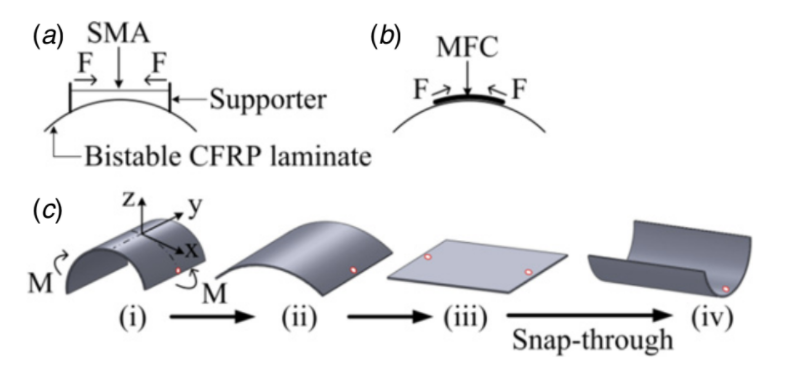 (a)
SMA
F F
Supporter
Bistable CFRP laminate
(b)
MFC
F F
(c)
z
y
x
M
M
(i) (ii) (iii) (iv)
Snap-through